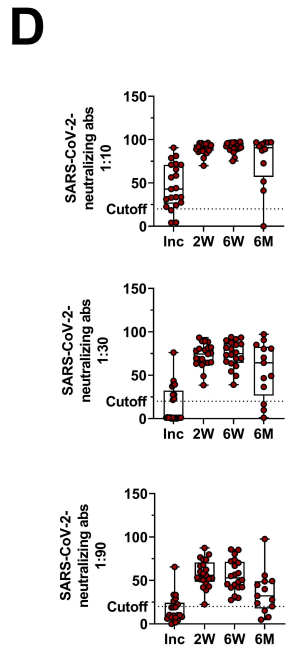 D
SARS-CoV-2-
neutralizing abs
1:10
150
100
50
Cutoff
0
Inc 2W 6W 6M
SARS-CoV-2-
neutralizing abs
1:30
150
100
50
Cutoff
0
Inc 2W 6W 6M
SARS-CoV-2-
neutralizing abs
1:90
150
100
50
Cutoff
0
Inc 2W 6W 6M